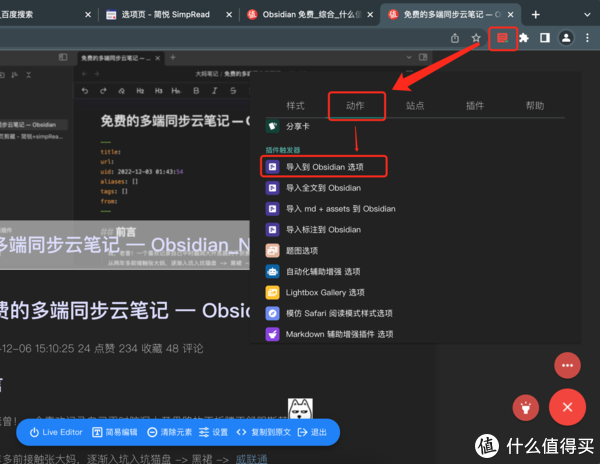 百度搜索
选项页 - 简悦 SimpRead
Obsidian 免费_综合_什么值
免费的多端同步云笔记 — O
免费的多端同步云笔记 — ...
大妈笔记
H2 H3 B I S
免费的多端同步云笔记 — Obsidian
Obsidian
title:
url:
uid: 2022-12-03 01:43:54
aliases: []
tags: []
from:
## 前言
多端同步云笔记 — Obsidian_N
费的多端同步云笔记 — Obsid
-12-06 15:10:25 24 点赞 234 收藏 48 评论
言
样式 动作 站点 插件 帮助
分享卡
插件触发器
导入到 Obsidian 选项
导入全文到 Obsidian
导入 md + assets 到 Obsidian
导入标注到 Obsidian
题图选项
自动化辅助增强 选项
Lightbox Gallery 选项
模仿 Safari 阅读模式样式选项
Markdown 辅助增强插件 选项
Live Editor 简易编辑 清除元素 设置 复制到原文 退出
多前接触张大妈，逐渐入坑入坑猫盘 –> 黑裙 –> 威联通
值 什么值得买